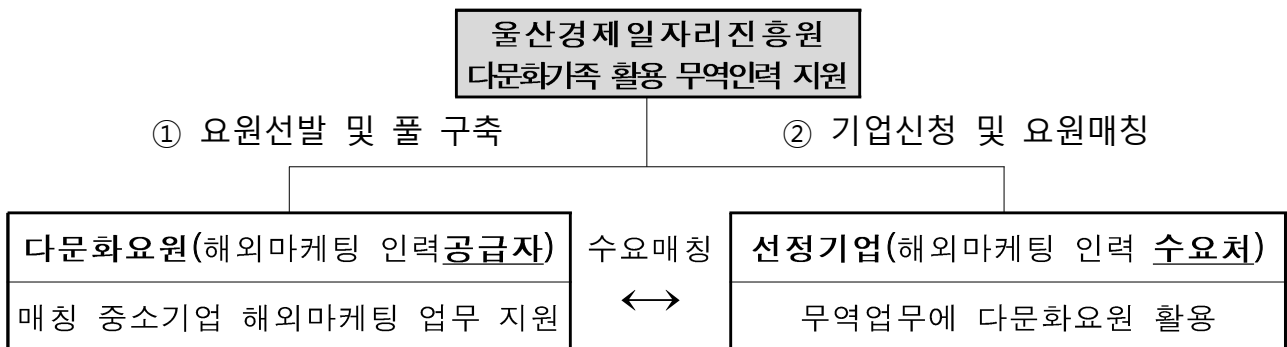 울산경제일자리진흥원
다문화가족 활용 무역인력 지원
① 요원선발 및 풀 구축
② 기업신청 및 요원매칭
다문화요원(해외마케팅 인력공급자)
매칭 중소기업 해외마케팅 업무 지원
수요매칭
↔
선정기업(해외마케팅 인력 수요처)
무역업무에 다문화요원 활용